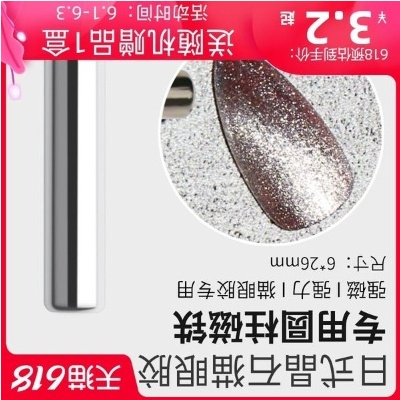 天猫618
日式晶石猫眼胶
专用圆柱磁铁
强磁 | 强力 | 猫眼胶专用
尺寸：6*26mm
送随机赠品1盒
活动时间：6.1-6.3
618预估到手价：
¥3.2起